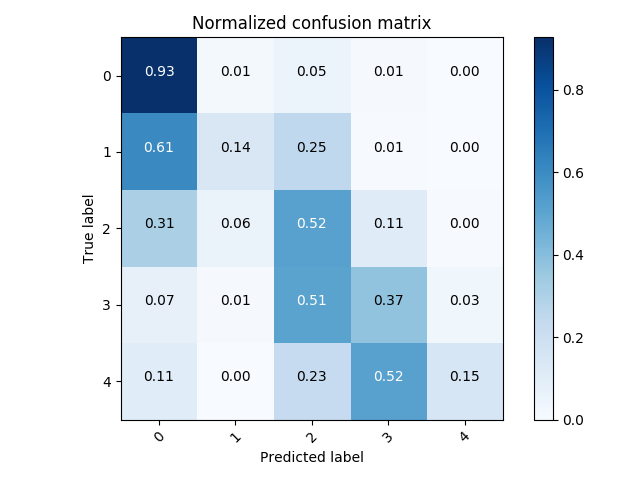 Normalized confusion matrix
True label
0 0.93 0.01 0.05 0.01 0.00
1 0.61 0.14 0.25 0.01 0.00
2 0.31 0.06 0.52 0.11 0.00
3 0.07 0.01 0.51 0.37 0.03
4 0.11 0.00 0.23 0.52 0.15
0 1 2 3 4
Predicted label
0.8
0.6
0.4
0.2
0.0